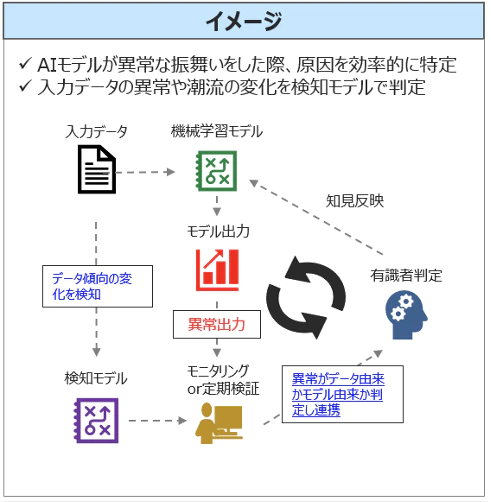 イメージ
✓ AIモデルが異常な振舞いをした際、原因を効率的に特定
✓ 入力データの異常や潮流の変化を検知モデルで判定
入力データ
機械学習モデル
知見反映
モデル出力
有識者判定
データ傾向の変
化を検知
異常出力
検知モデル
モニタリング
or定期検証
異常がデータ由来
かモデル由来か判
定し連携